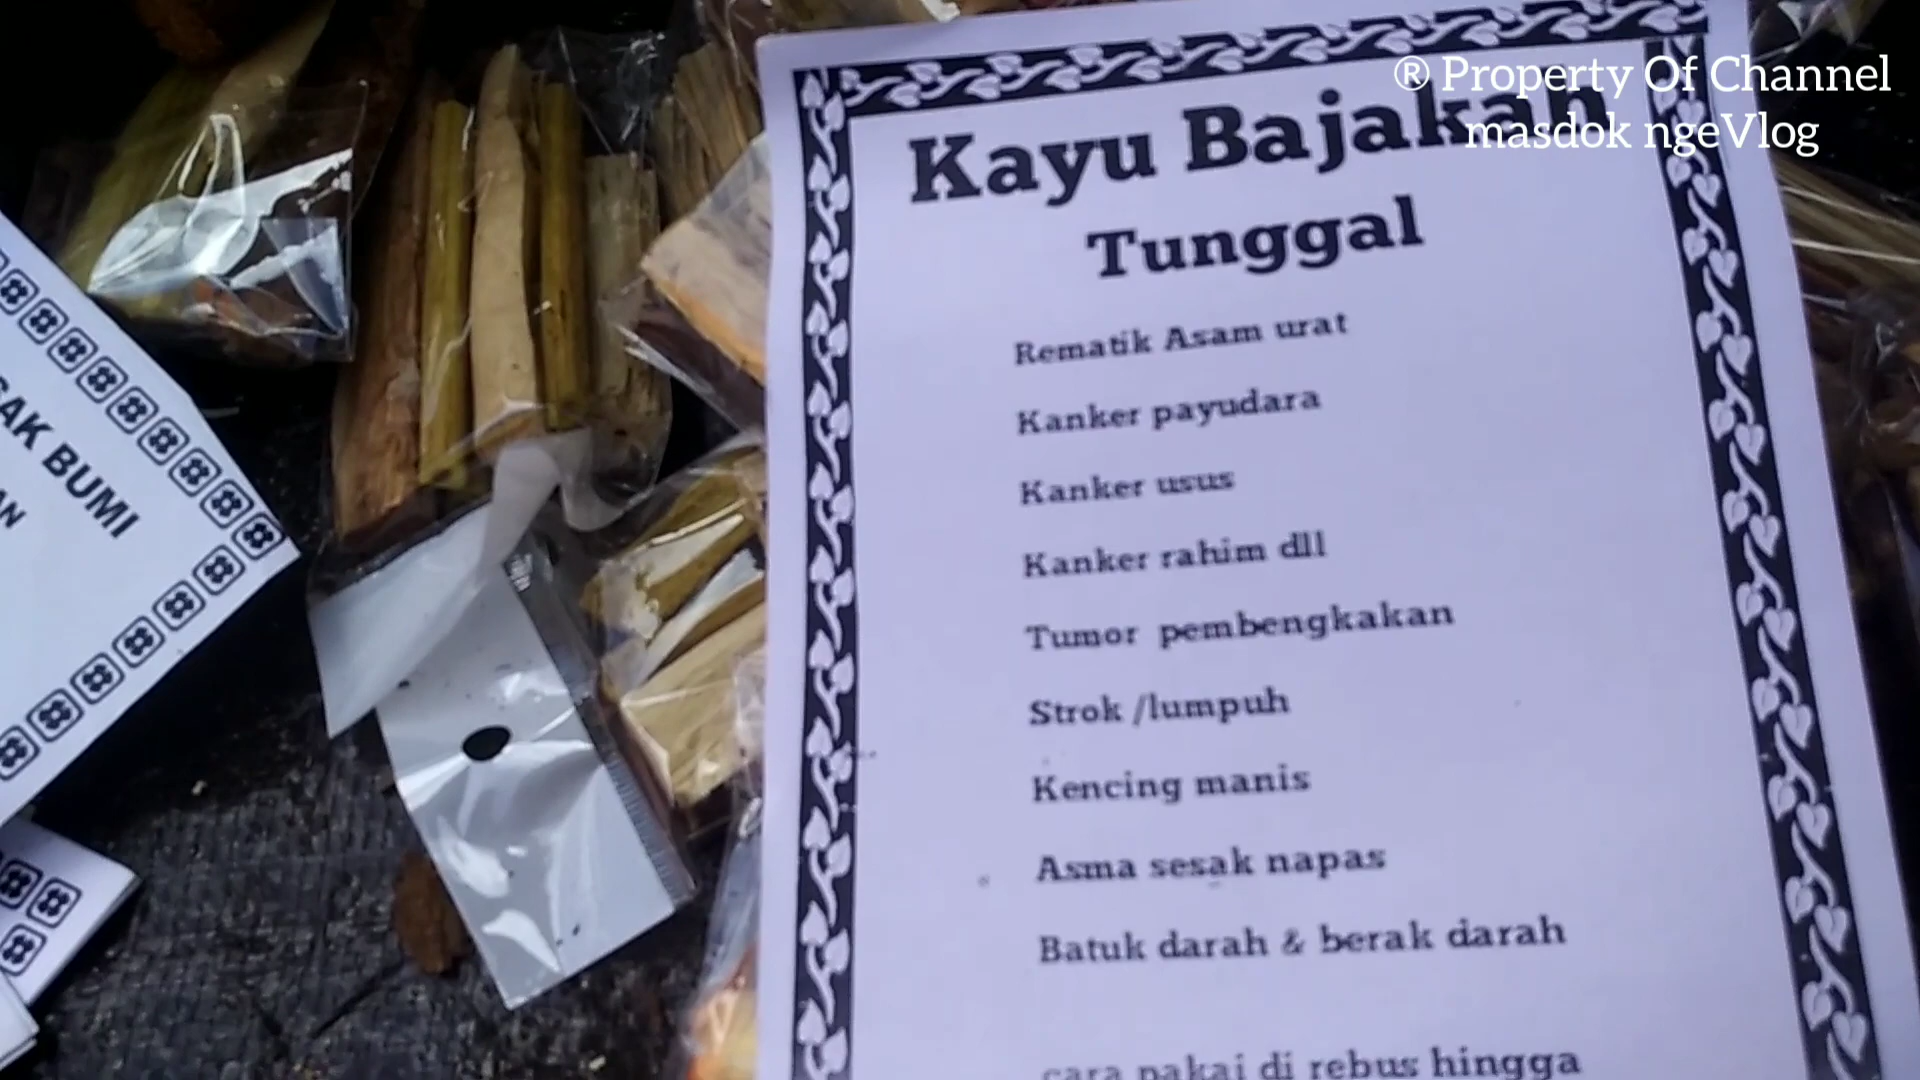 ® Property Of Channel
masdok ngeVlog
Kayu Bajakah
Tunggal
Rematik Asam urat
Kanker payudara
Kanker usus
Kanker rahim dll
Tumor pembengkakan
Strok /lumpuh
Kencing manis
Asma sesak napas
Batuk darah & berak darah
cara pakai di rebus hingga
BUMI